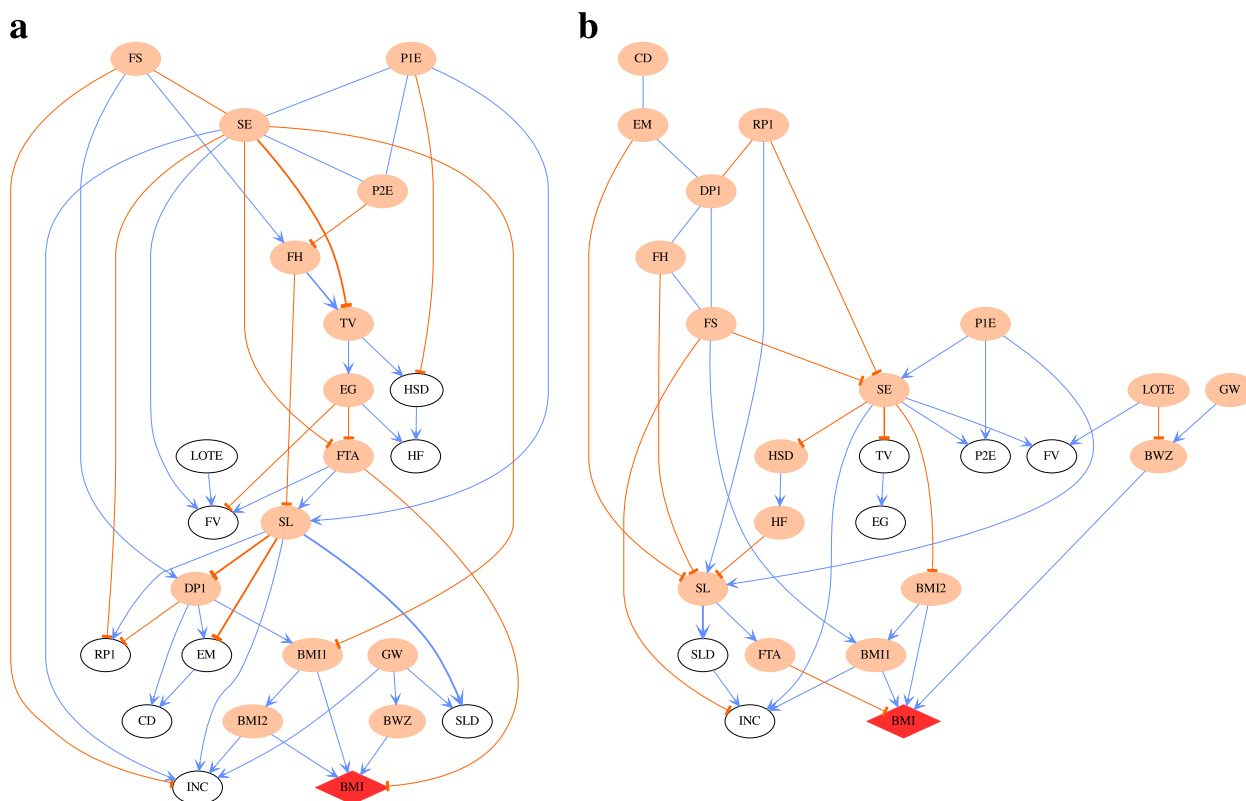 a
FS
P1E
SE
P2E
FH
TV
EG
HSD
LOTE
FTA
HF
FV
SL
DP1
RP1
EM
BMI1
GW
CD
BMI2
BWZ
SLD
INC
BMI
b
CD
EM
RP1
DP1
FH
FS
P1E
SE
LOTE
GW
HSD
TV
P2E
FV
BWZ
HF
EG
SL
BMI2
SLD
FTA
BMI1
INC
BMI